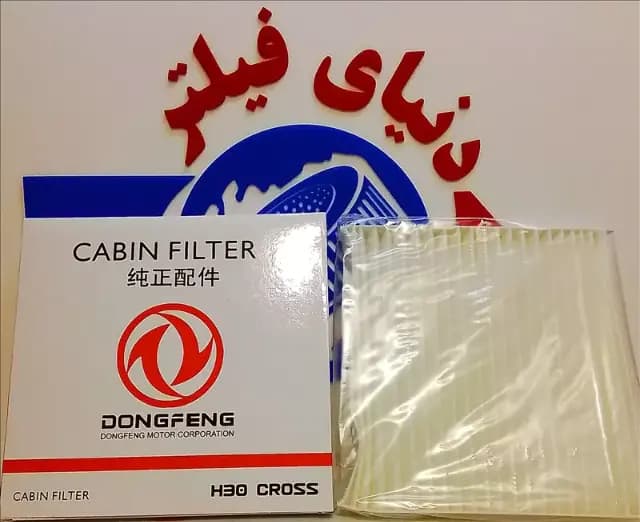 دنیای فیلتر
CABIN FILTER
纯正配件
DONGFENG
DONGFENG MOTOR CORPORATION
CABIN FILTER
H30 CROSS